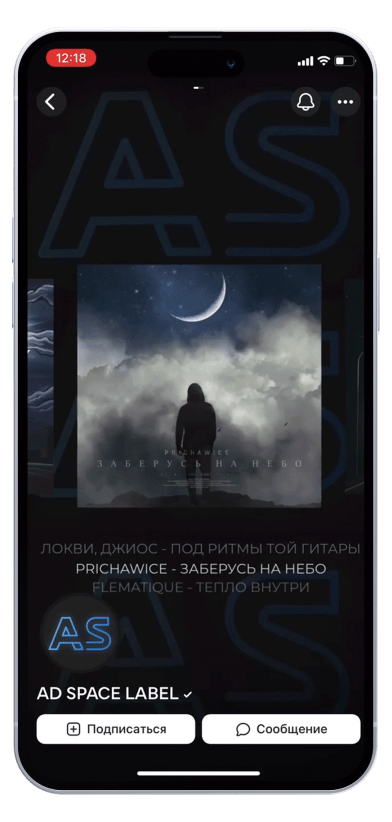 12:18
AS
PRICHAWICE
ЗАБЕРУСЬ НА НЕБО
ЛОКВИ, ДЖИОС - ПОД РИТМЫ ТОЙ ГИТАРЫ
PRICHAWICE - ЗАБЕРУСЬ НА НЕБО
FLEMATIQUE - ТЕПЛО ВНУТРИ
AS
AD SPACE LABEL
Подписаться
Сообщение